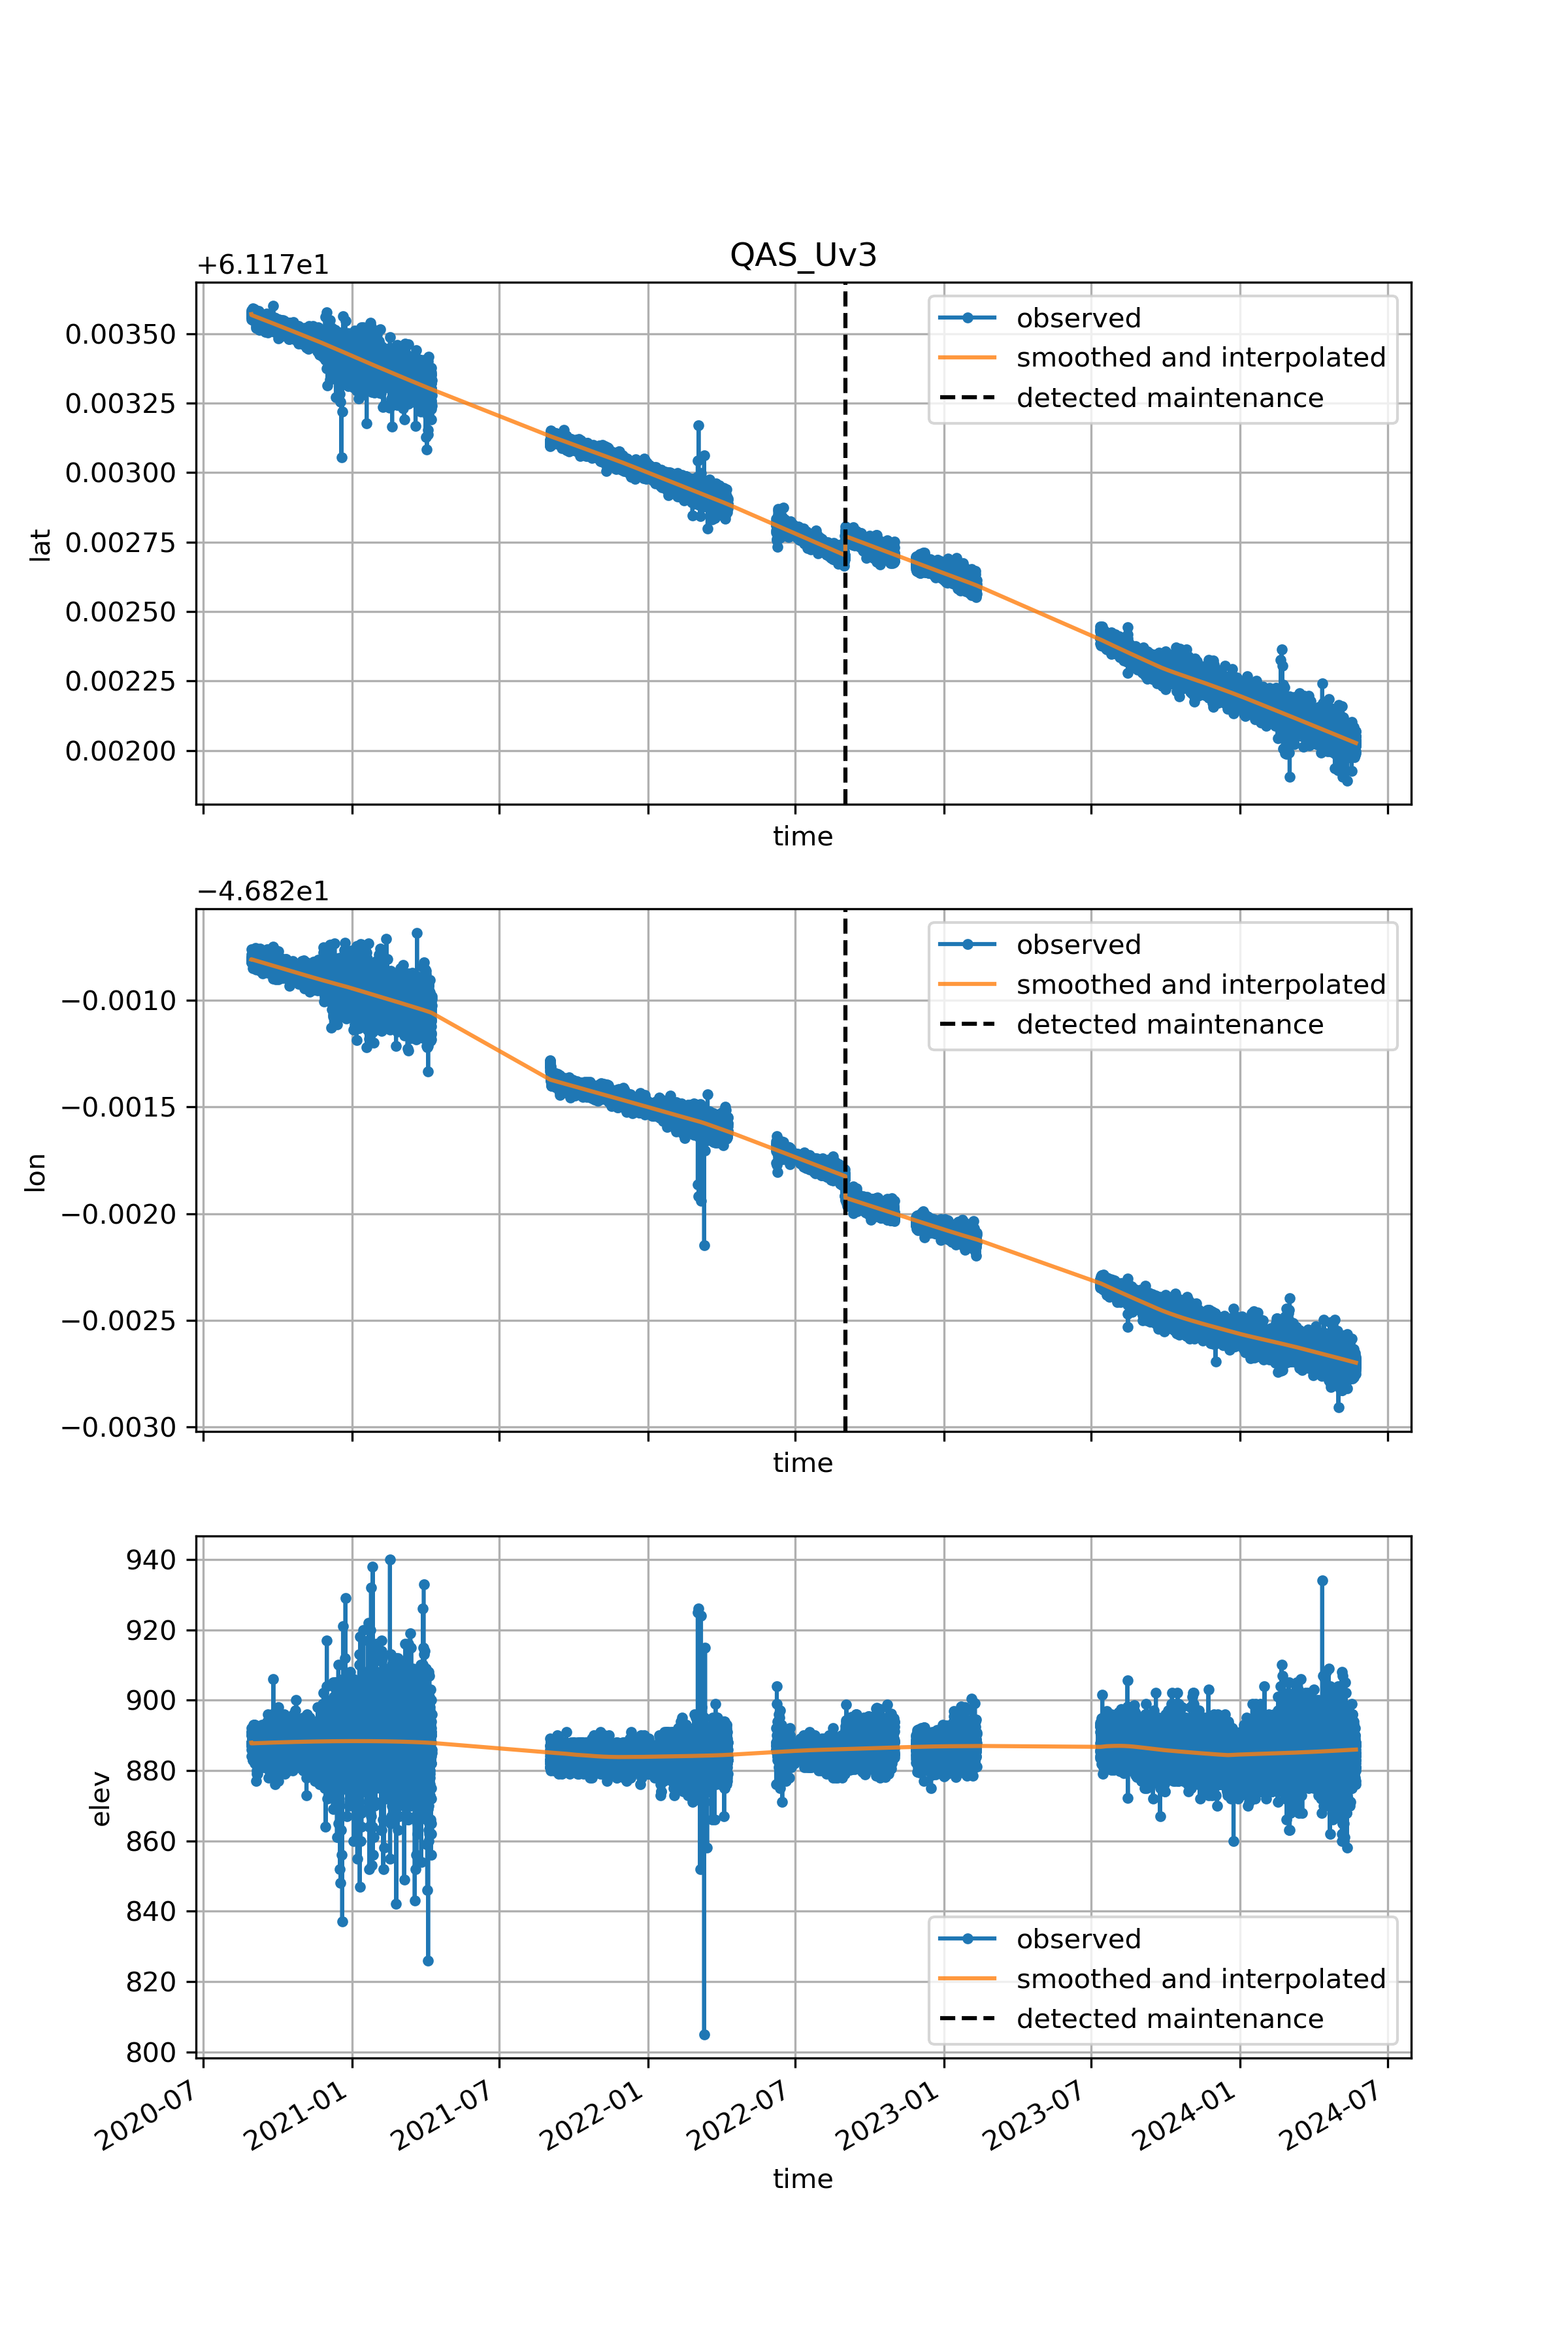 QAS_Uv3
+6.117e1
0.00350
0.00325
0.00300
0.00275
0.00250
0.00225
0.00200
lat
observed
smoothed and interpolated
detected maintenance
time
−4.682e1
−0.0010
−0.0015
−0.0020
−0.0025
−0.0030
lon
observed
smoothed and interpolated
detected maintenance
time
940
920
900
880
860
840
820
800
elev
observed
smoothed and interpolated
detected maintenance
2020-07
2021-01
2021-07
2022-01
2022-07
2023-01
2023-07
2024-01
2024-07
time